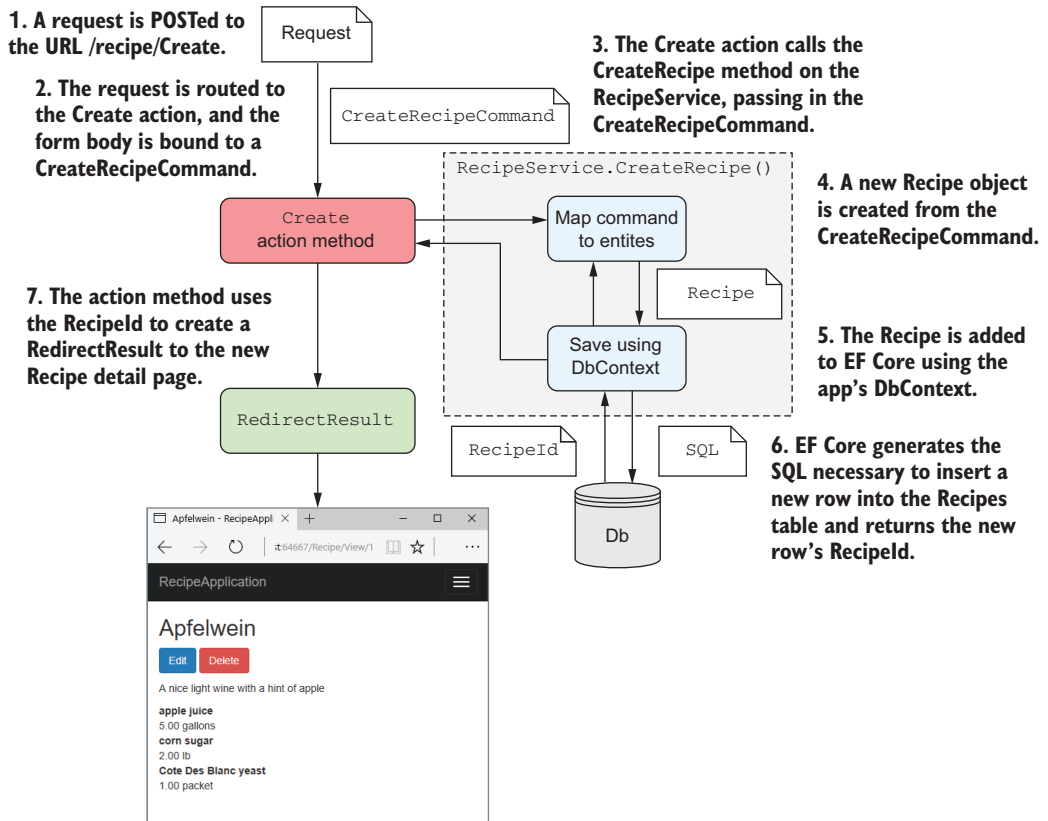 1. A request is POSTed to
the URL /recipe/Create.
Request
2. The request is routed to
the Create action, and the
form body is bound to a
CreateRecipeCommand.
CreateRecipeCommand
3. The Create action calls the
CreateRecipe method on the
RecipeService, passing in the
CreateRecipeCommand.
RecipeService.CreateRecipe()
Create
action method
Map command
to entites
4. A new Recipe object
is created from the
CreateRecipeCommand.
Recipe
Save using
DbContext
5. The Recipe is added
to EF Core using the
app's DbContext.
7. The action method uses
the RecipeId to create a
RedirectResult to the new
Recipe detail page.
RedirectResult
RecipeId
SQL
Db
6. EF Core generates the
SQL necessary to insert a
new row into the Recipes
table and returns the new
row's RecipeId.
Apfelwein - RecipeAppli
:64667/Recipe/View/1
RecipeApplication
Apfelwein
Edit Delete
A nice light wine with a hint of apple
apple juice
5.00 gallons
corn sugar
2.00 lb
Cote Des Blanc yeast
1.00 packet